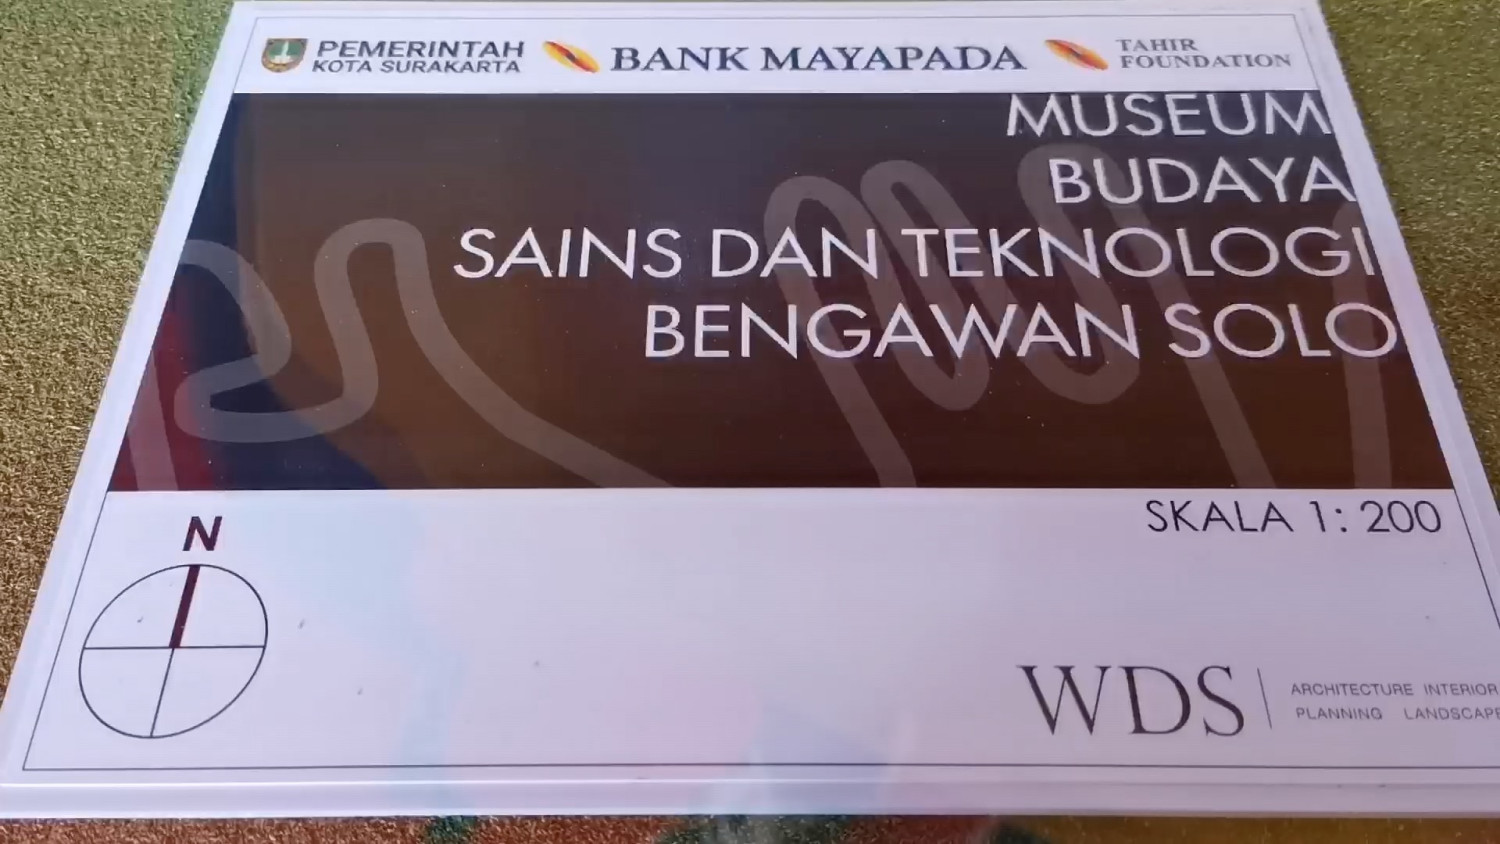 PEMERINTAH
KOTA SURAKARTA
BANK MAYAPADA
TAHIR
FOUNDATION
MUSEUM
BUDAYA
SAINS DAN TEKNOLOGI
BENGAWAN SOLO
SKALA 1: 200
N
WDS
ARCHITECTURE INTERIOR
PLANNING LANDSCAPE